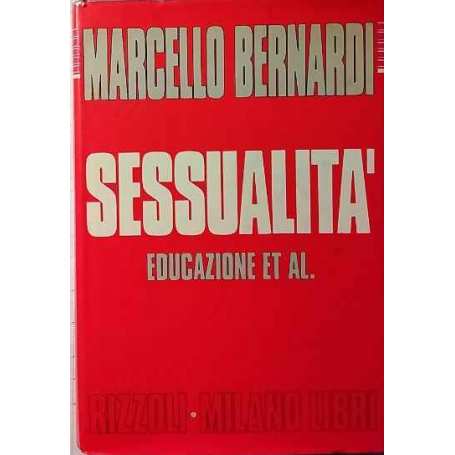 MARCELLO BERNARDI
SESSUALITA'
EDUCAZIONE ET AL.
RIZZOLI • MILANO LIBRI